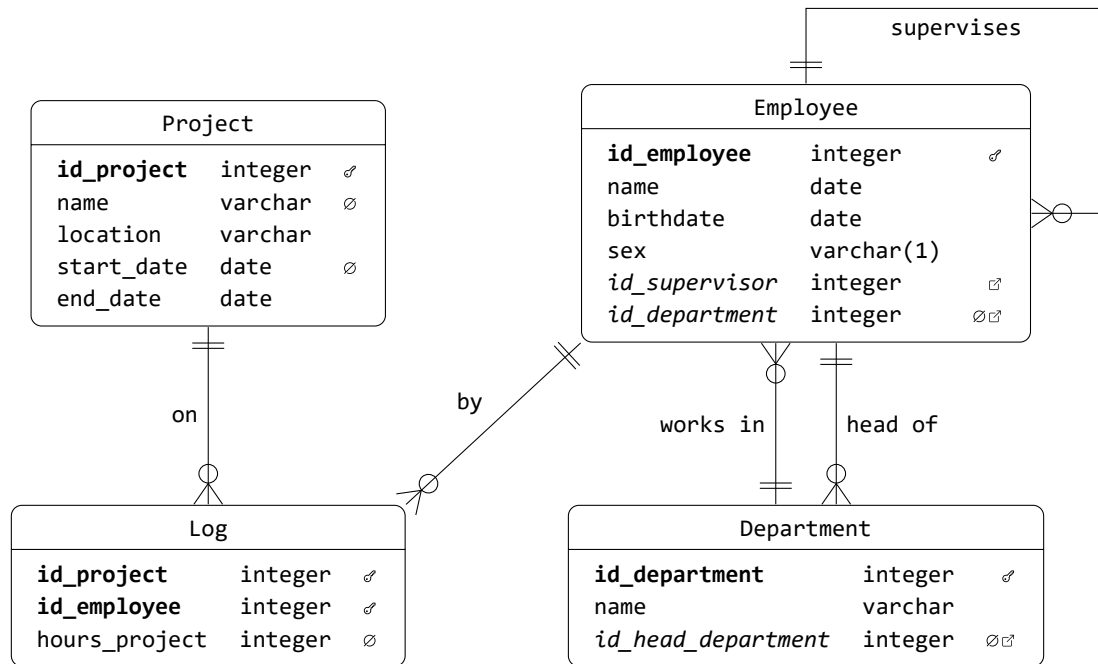 supervises
Project
id_project integer
name varchar ∅
location varchar
start_date date ∅
end_date date
Employee
id_employee integer
name date
birthdate date
sex varchar(1)
id_supervisor integer
id_department integer ∅
on
by
works in
head of
Log
id_project integer
id_employee integer
hours_project integer ∅
Department
id_department integer
name varchar
id_head_department integer ∅